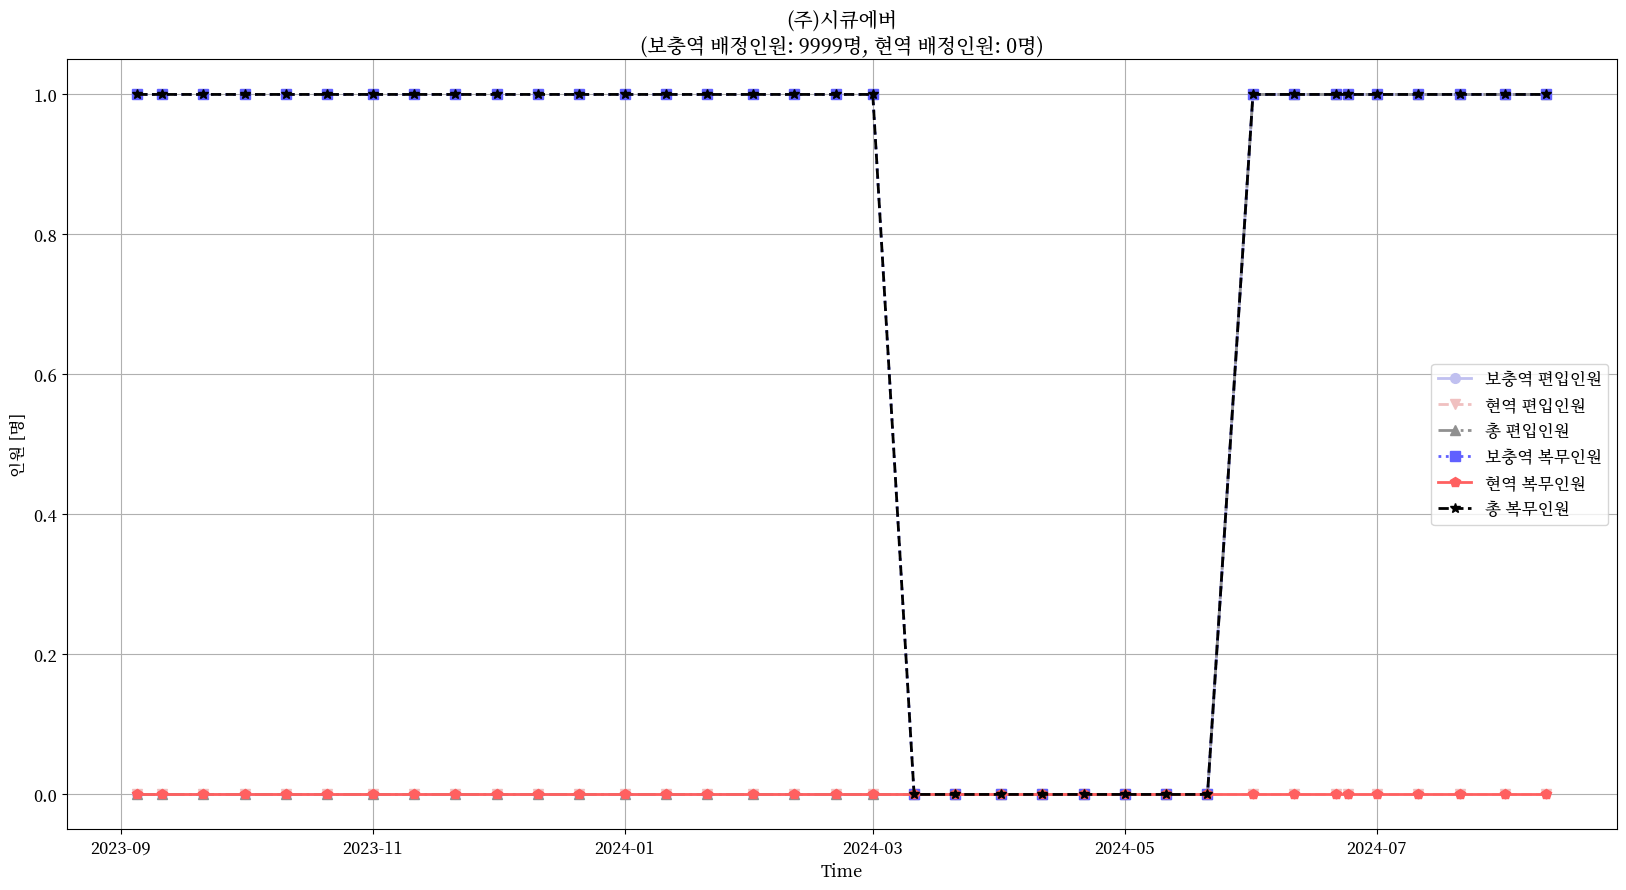 (주)시큐에버
(보충역 배정인원: 9999명, 현역 배정인원: 0명)
인원 [명]
1.0
0.8
0.6
0.4
0.2
0.0
보충역 편입인원
현역 편입인원
총 편입인원
보충역 복무인원
현역 복무인원
총 복무인원
2023-09
2023-11
2024-01
2024-03
2024-05
2024-07
Time